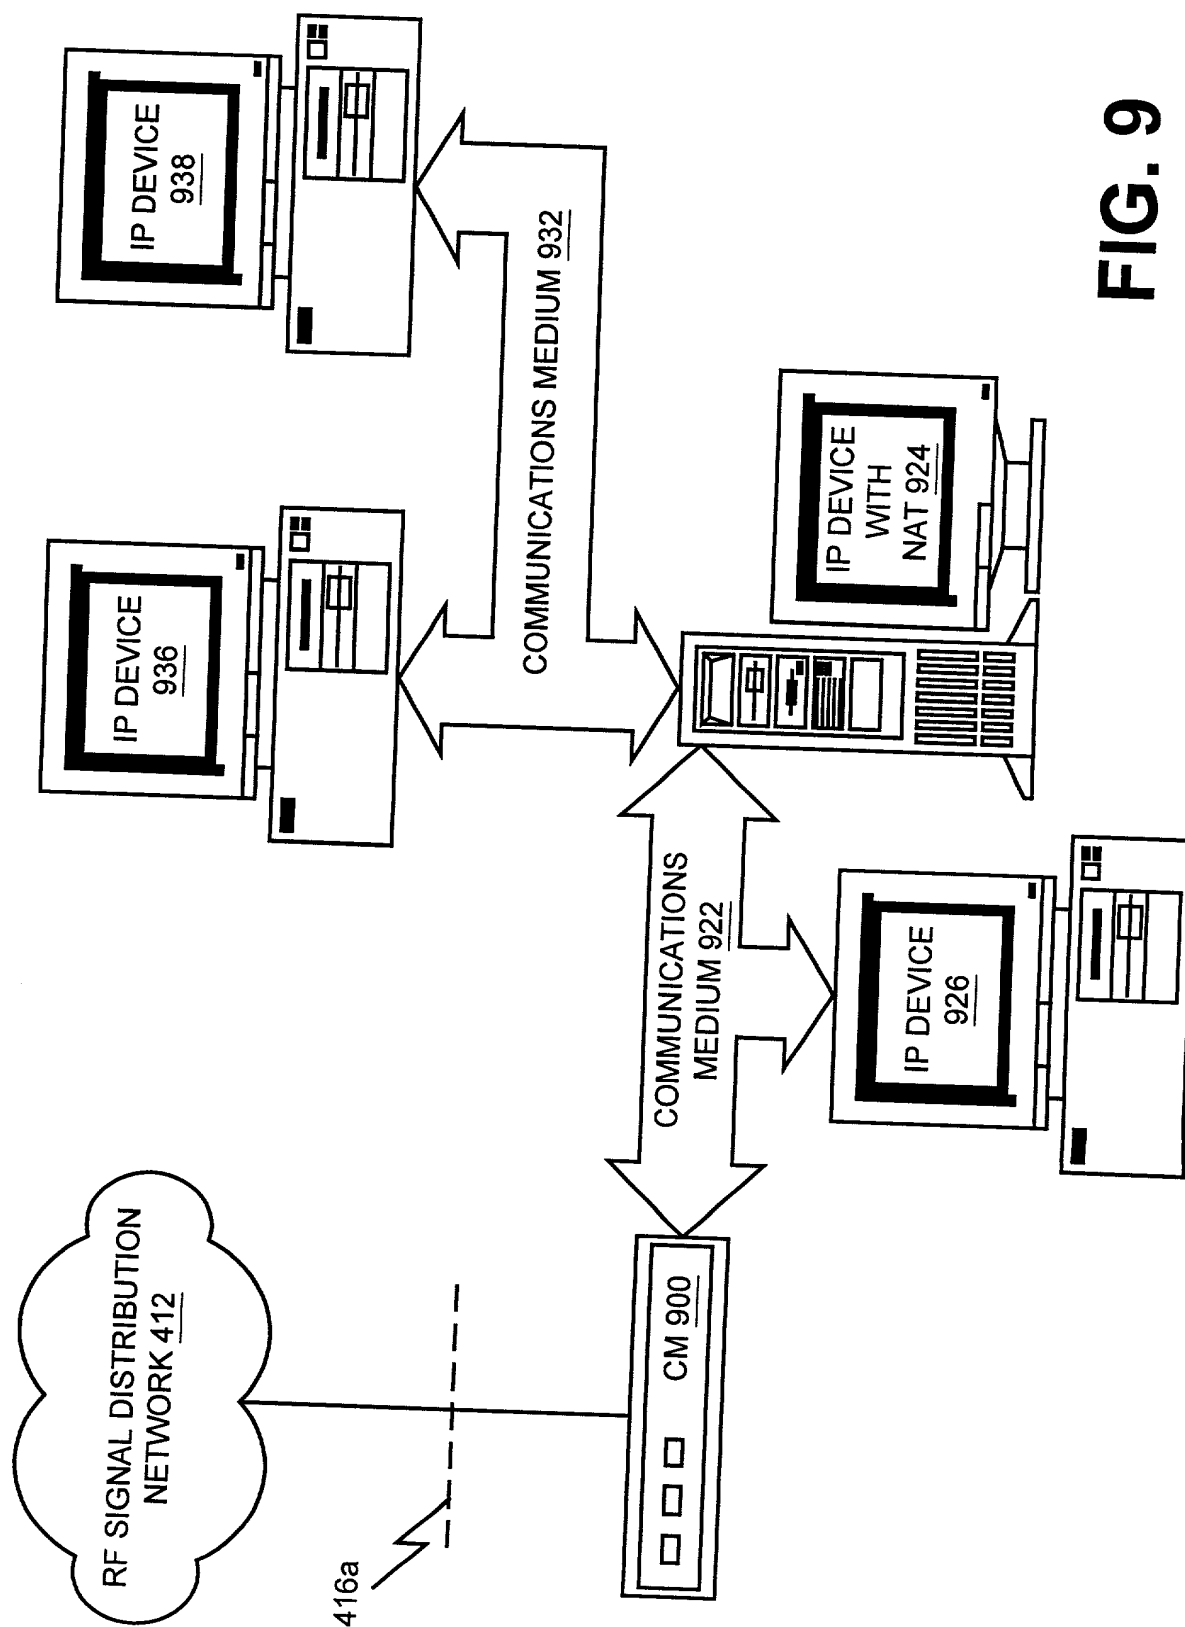 RF SIGNAL DISTRIBUTION
NETWORK 412
416a
CM 900
COMMUNICATIONS
MEDIUM 922
IP DEVICE
926
IP DEVICE
936
IP DEVICE
938
COMMUNICATIONS MEDIUM 932
IP DEVICE
WITH
NAT 924
FIG. 9